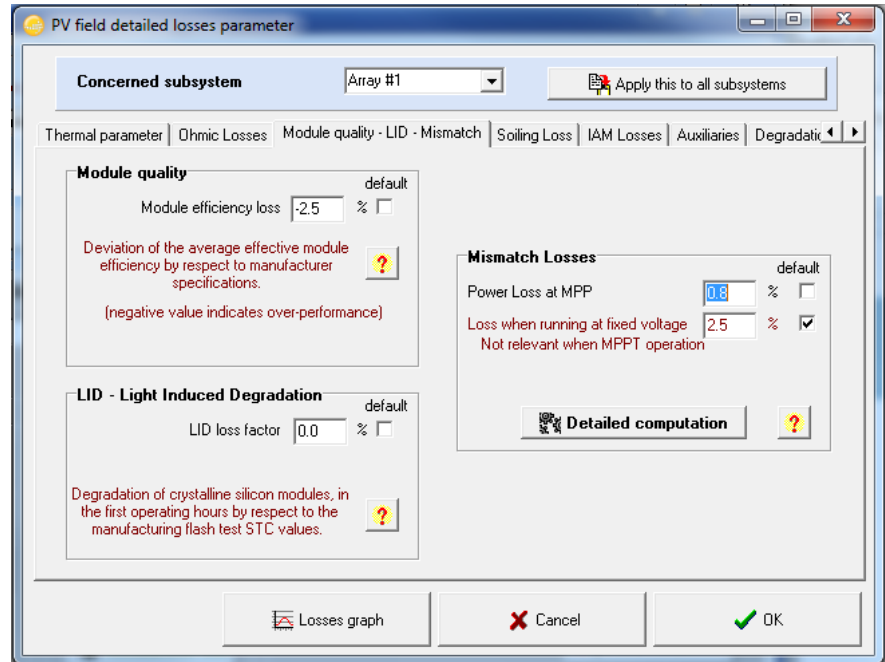 PV field detailed losses parameter
Concerned subsystem
Array #1
Apply this to all subsystems
Thermal parameter
Ohmic Losses
Module quality - LID - Mismatch
Soiling Loss
IAM Losses
Auxiliaries
Module quality
default
Module efficiency loss -2.5 %
Deviation of the average effective module
efficiency by respect to manufacturer
specifications.
(negative value indicates over-performance)
?
LID - Light Induced Degradation
default
LID loss factor 0.0 %
Degradation of crystalline silicon modules, in
the first operating hours by respect to the
manufacturing flash test STC values.
?
Mismatch Losses
default
Power Loss at MPP 0.8 %
Loss when running at fixed voltage 2.5 %
Not relevant when MPPT operation
Detailed computation
?
Losses graph
Cancel
OK